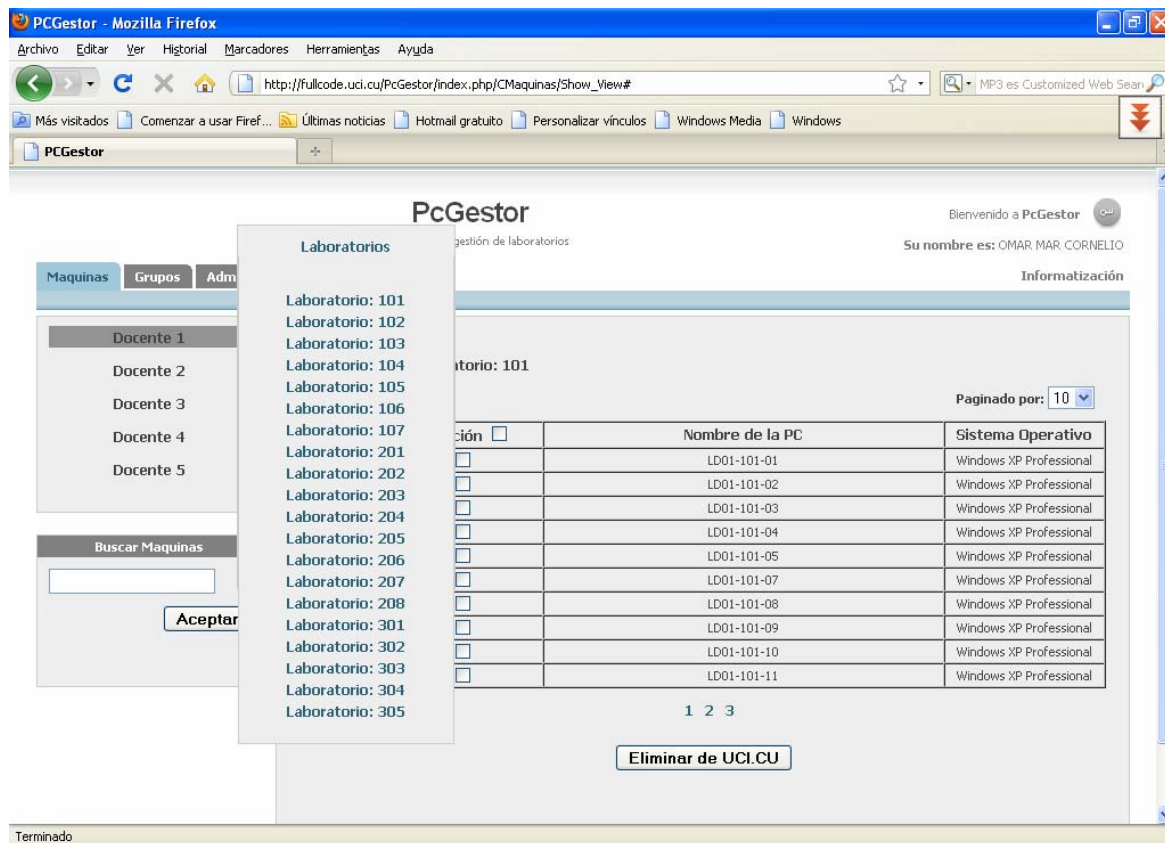 PCGestor - Mozilla Firefox
Archivo Editar Ver Historial Marcadores Herramientas Ayuda
http://fullcode.uci.cu/PcGestor/index.php/CMaquinas/Show_View#
MP3 es Customized Web Sear
Más visitados Comenzar a usar Firef... Últimas noticias Hotmail gratuito Personalizar vínculos Windows Media Windows
PCGestor
PcGestor
gestión de laboratorios
Bienvenido a PcGestor
Su nombre es: OMAR MAR CORNELIO
Maquinas Grupos Adm
Informatización
Docente 1
Docente 2
Docente 3
Docente 4
Docente 5
Buscar Maquinas
Aceptar
Laboratorios
Laboratorio: 101
Laboratorio: 102
Laboratorio: 103
Laboratorio: 104
Laboratorio: 105
Laboratorio: 106
Laboratorio: 107
Laboratorio: 201
Laboratorio: 202
Laboratorio: 203
Laboratorio: 204
Laboratorio: 205
Laboratorio: 206
Laboratorio: 207
Laboratorio: 208
Laboratorio: 301
Laboratorio: 302
Laboratorio: 303
Laboratorio: 304
Laboratorio: 305
atorio: 101
Paginado por: 10
ción Nombre de la PC Sistema Operativo
LD01-101-01 Windows XP Professional
LD01-101-02 Windows XP Professional
LD01-101-03 Windows XP Professional
LD01-101-04 Windows XP Professional
LD01-101-05 Windows XP Professional
LD01-101-07 Windows XP Professional
LD01-101-08 Windows XP Professional
LD01-101-09 Windows XP Professional
LD01-101-10 Windows XP Professional
LD01-101-11 Windows XP Professional
1 2 3
Eliminar de UCI.CU
Terminado